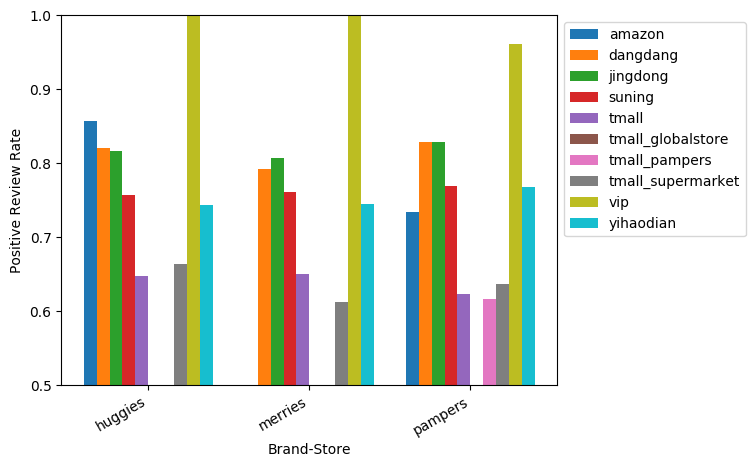 1.0
0.9
0.8
0.7
0.6
0.5
Positive Review Rate
huggies
merries
pampers
Brand-Store
amazon
dangdang
jingdong
suning
tmall
tmall_globalstore
tmall_pampers
tmall_supermarket
vip
yihaodian